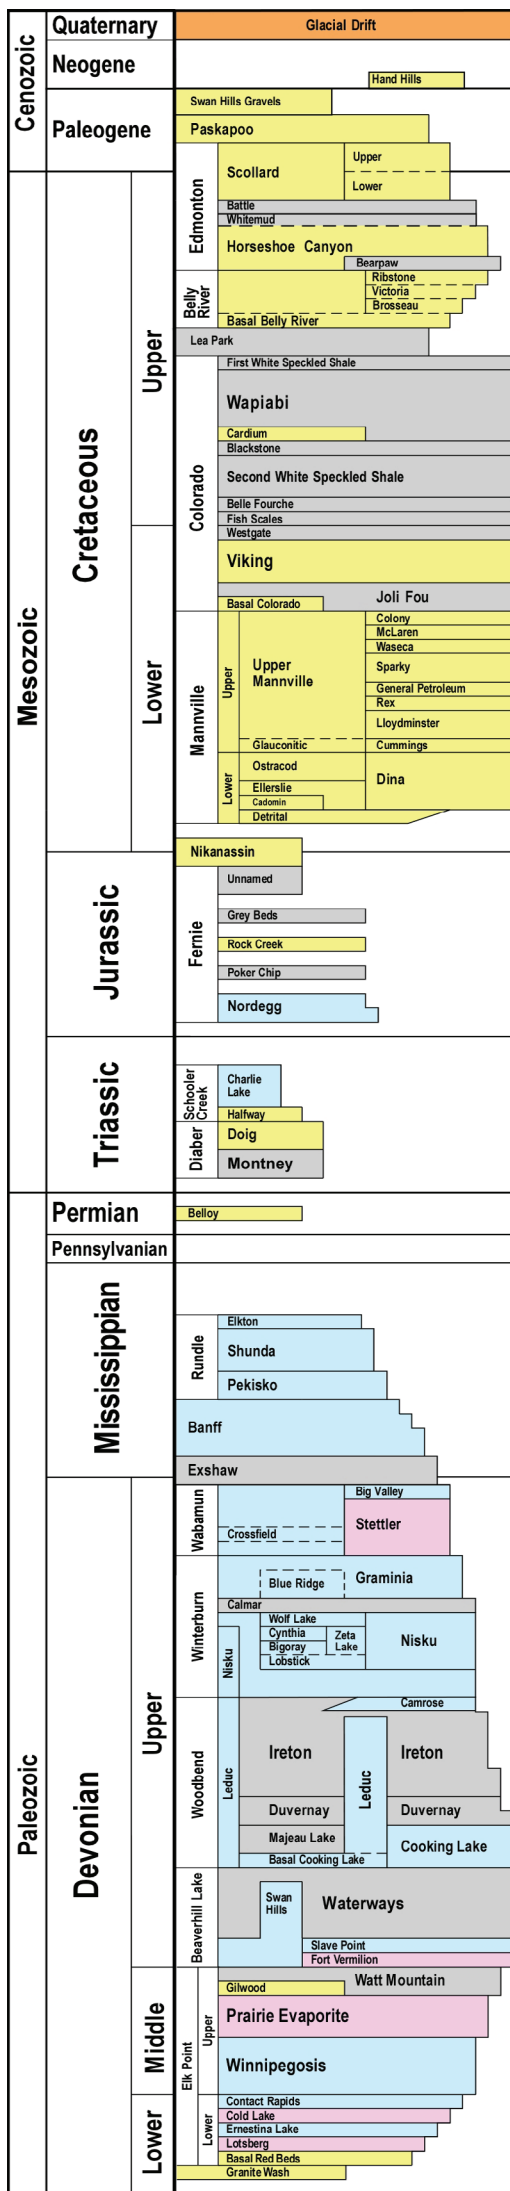 Cenozoic
Quaternary
Glacial Drift
Neogene
Hand Hills
Paleogene
Swan Hills Gravels
Paskapoo
Mesozoic
Cretaceous
Upper
Edmonton
Scollard
Upper
Lower
Battle
Whitemud
Horseshoe Canyon
Bearpaw
Belly
River
Ribstone
Victoria
Brosseau
Basal Belly River
Lea Park
Colorado
First White Speckled Shale
Wapiabi
Cardium
Blackstone
Second White Speckled Shale
Belle Fourche
Fish Scales
Westgate
Lower
Viking
Joli Fou
Basal Colorado
Mannville
Upper
Upper
Mannville
Colony
McLaren
Waseca
Sparky
General Petroleum
Rex
Lloydminster
Glauconitic
Cummings
Lower
Ostracod
Ellerslie
Cadomin
Detrital
Dina
Jurassic
Nikanassin
Fernie
Unnamed
Grey Beds
Rock Creek
Poker Chip
Nordegg
Triassic
Schooler
Creek
Charlie
Lake
Halfway
Diaber
Doig
Montney
Paleozoic
Permian
Belloy
Pennsylvanian
Mississippian
Rundle
Elkton
Shunda
Pekisko
Banff
Exshaw
Devonian
Upper
Wabamun
Big Valley
Stettler
Crossfield
Winterburn
Graminia
Blue Ridge
Calmar
Nisku
Wolf Lake
Cynthia
Bigoray
Lobstick
Zeta
Lake
Nisku
Woodbend
Camrose
Leduc
Ireton
Leduc
Ireton
Duvernay
Duvernay
Majeau Lake
Cooking Lake
Basal Cooking Lake
Beaverhill Lake
Swan
Hills
Waterways
Slave Point
Fort Vermilion
Middle
Elk Point
Upper
Watt Mountain
Gilwood
Prairie Evaporite
Winnipegosis
Lower
Lower
Contact Rapids
Cold Lake
Ernestina Lake
Lotsberg
Basal Red Beds
Granite Wash